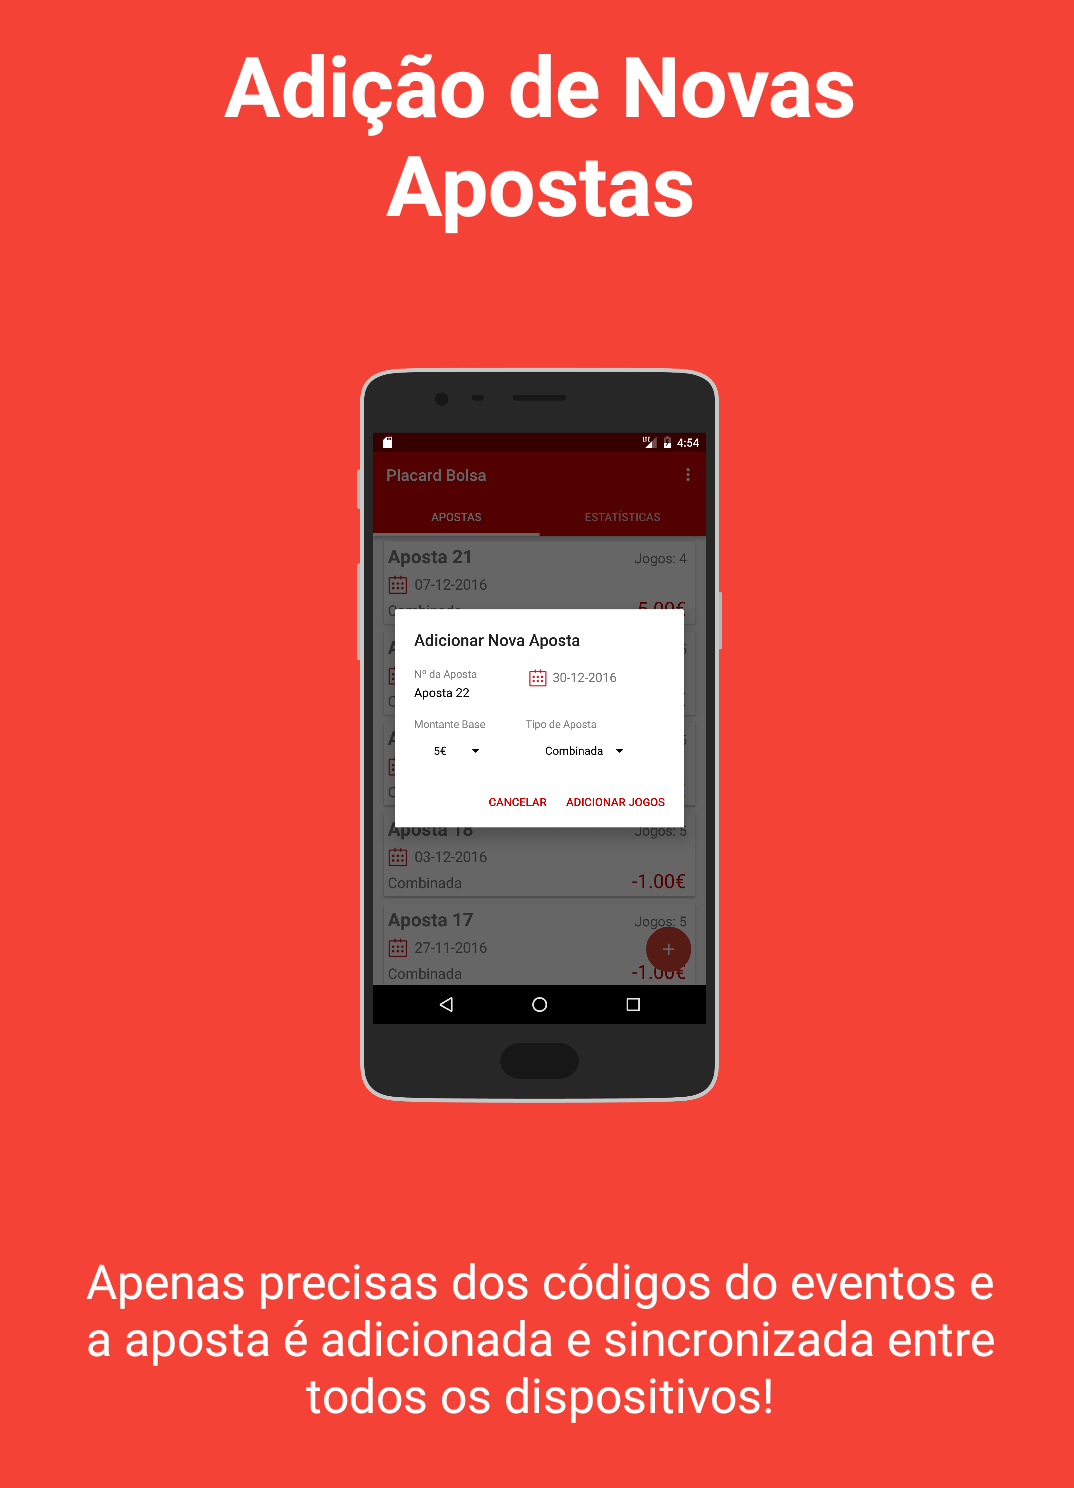 Adição de Novas
Apostas
4:54
Placard Bolsa
APOSTAS
ESTATÍSTICAS
Aposta 21
Jogos: 4
07-12-2016
Adicionar Nova Aposta
Nº da Aposta
30-12-2016
Aposta 22
Montante Base
Tipo de Aposta
5€
Combinada
CANCELAR
ADICIONAR JOGOS
Aposta 18
Jogos: 5
03-12-2016
Combinada
-1.00€
Aposta 17
Jogos: 5
27-11-2016
Combinada
-1.00€
Apenas precisas dos códigos do eventos e
a aposta é adicionada e sincronizada entre
todos os dispositivos!